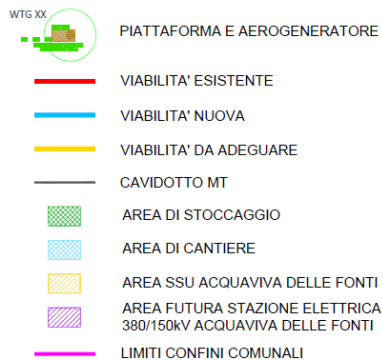 WTG XX
PIATTAFORMA E AEROGENERATORE
VIABILITA' ESISTENTE
VIABILITA' NUOVA
VIABILITA' DA ADEGUARE
CAVIDOTTO MT
AREA DI STOCCAGGIO
AREA DI CANTIERE
AREA SSU ACQUAVIVA DELLE FONTI
AREA FUTURA STAZIONE ELETTRICA
380/150kV ACQUAVIVA DELLE FONTI
LIMITI CONFINI COMUNALI